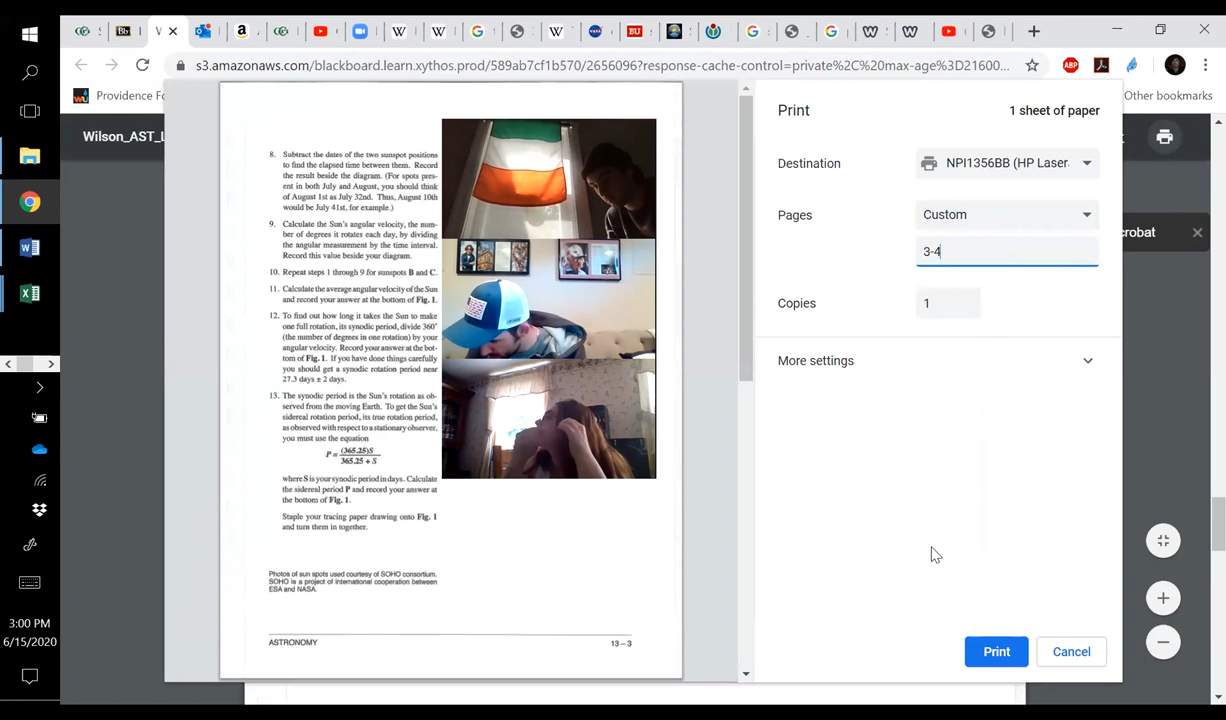 s3.amazonaws.com/blackboard.learn.xythos.prod/589ab7cf1b570/2656096?response-cache-control=private%2C%20max-age%3D21600...
ABP
Providence Fo
Other bookmarks
Wilson_AST_L
crobat
8. Subtract the dates of the two sunspot positions
to find the elapsed time between them. Record
the result beside the diagram. (For spots pres-
ent in both July and August, you should think
of August 1st as July 32nd. Thus, August 10th
would be July 41st, for example.)
9. Calculate the Sun's angular velocity, the num-
ber of degrees it rotates each day, by dividing
the angular measurement by the time interval.
Record this value beside your diagram.
10. Repeat steps 1 through 9 for sunspots B and C.
11. Calculate the average angular velocity of the Sun
and record your answer at the bottom of Fig. 1.
12. To find out how long it takes the Sun to make
one full rotation, its synodic period, divide 360°
(the number of degrees in one rotation) by your
angular velocity. Record your answer at the bot-
tom of Fig. 1. If you have done things carefully
you should get a synodic rotation period near
27.3 days ± 2 days.
13. The synodic period is the Sun's rotation as ob-
served from the moving Earth. To get the Sun's
sidereal rotation period, its true rotation period,
as observed with respect to a stationary observer,
you must use the equation
P = (365.25)S
365.25 + S
where S is your synodic period in days. Calculate
the sidereal period P and record your answer at
the bottom of Fig. 1.
Staple your tracing paper drawing onto Fig. 1
and turn them in together.
Photos of sun spots used courtesy of SOHO consortium.
SOHO is a project of international cooperation between
ESA and NASA.
ASTRONOMY 13 – 3
Print 1 sheet of paper
Destination NPI1356BB (HP Laser
Pages Custom
3-4
Copies 1
More settings
Print Cancel
3:00 PM
6/15/2020